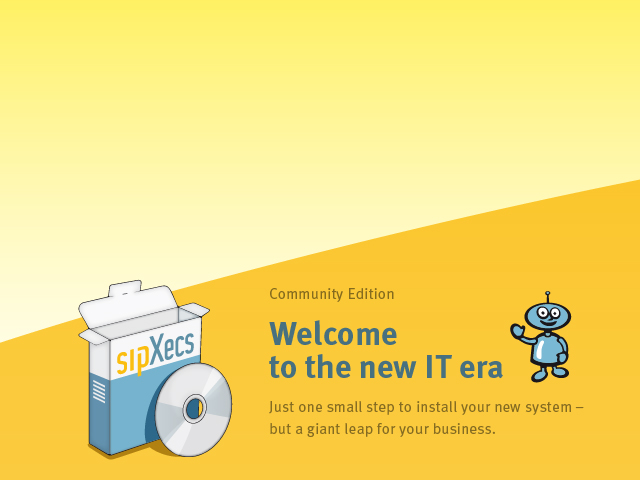 Community Edition
Welcome
to the new IT era
Just one small step to install your new system –
but a giant leap for your business.
sipXecs